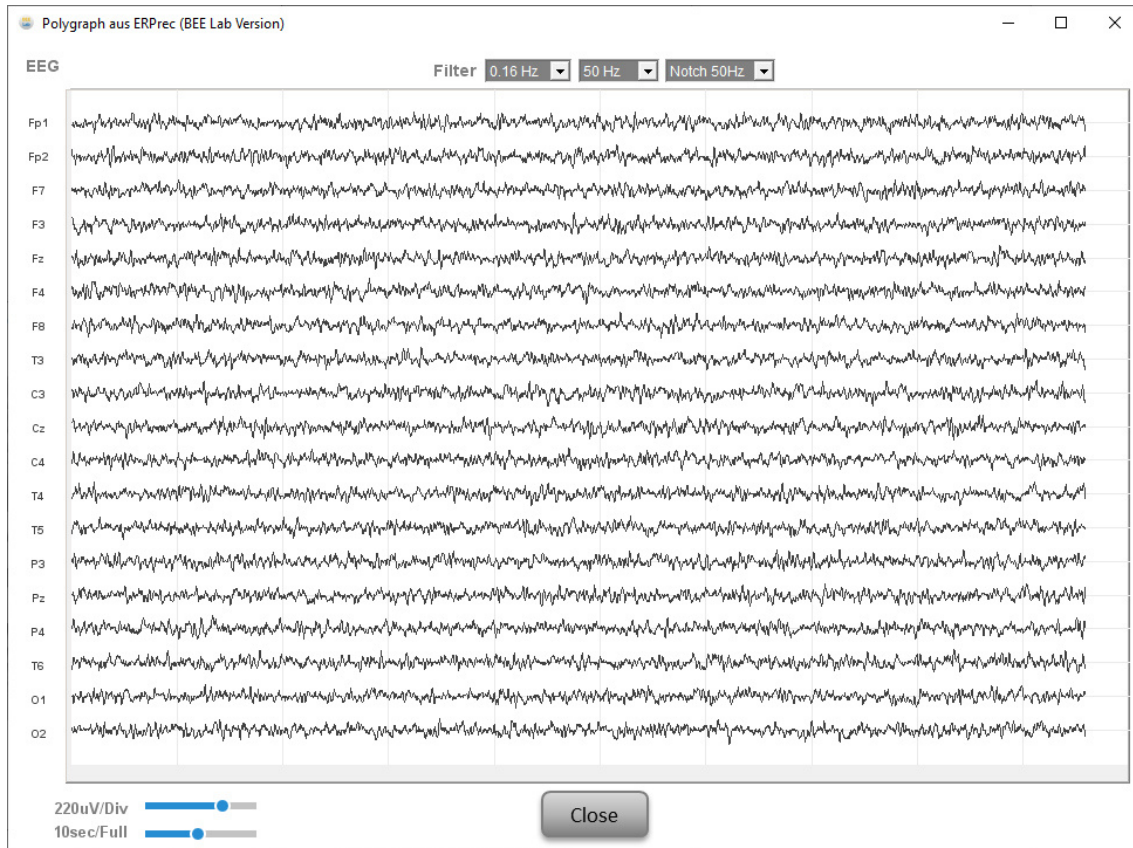 Polygraph aus ERPrec (BEE Lab Version)
EEG
Filter 0.16 Hz 50 Hz Notch 50Hz
Fp1
Fp2
F7
F3
Fz
F4
F8
T3
C3
Cz
C4
T4
T5
P3
Pz
P4
T6
O1
O2
220uV/Div
10sec/Full
Close